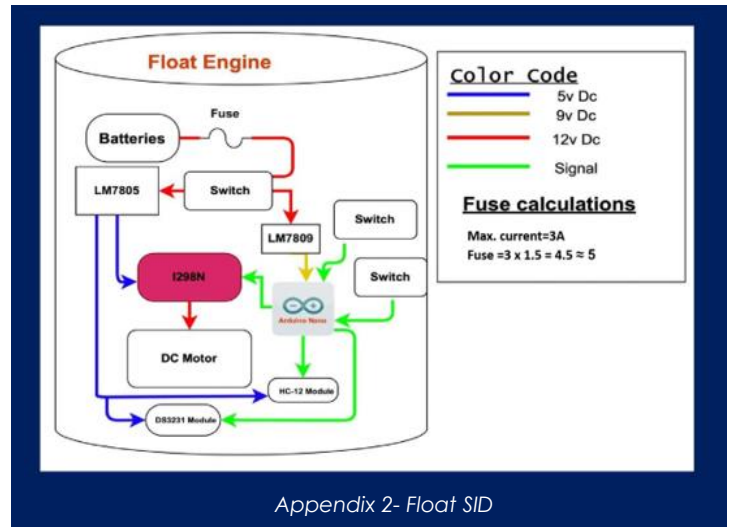 Float Engine
Fuse
Batteries
LM7805
Switch
LM7809
Switch
Switch
l298N
Arduino Nano
DC Motor
HC-12 Module
DS3231 Module
Color Code
5v Dc
9v Dc
12v Dc
Signal
Fuse calculations
Max. current=3A
Fuse =3 x 1.5 = 4.5 ≈ 5
Appendix 2- Float SID